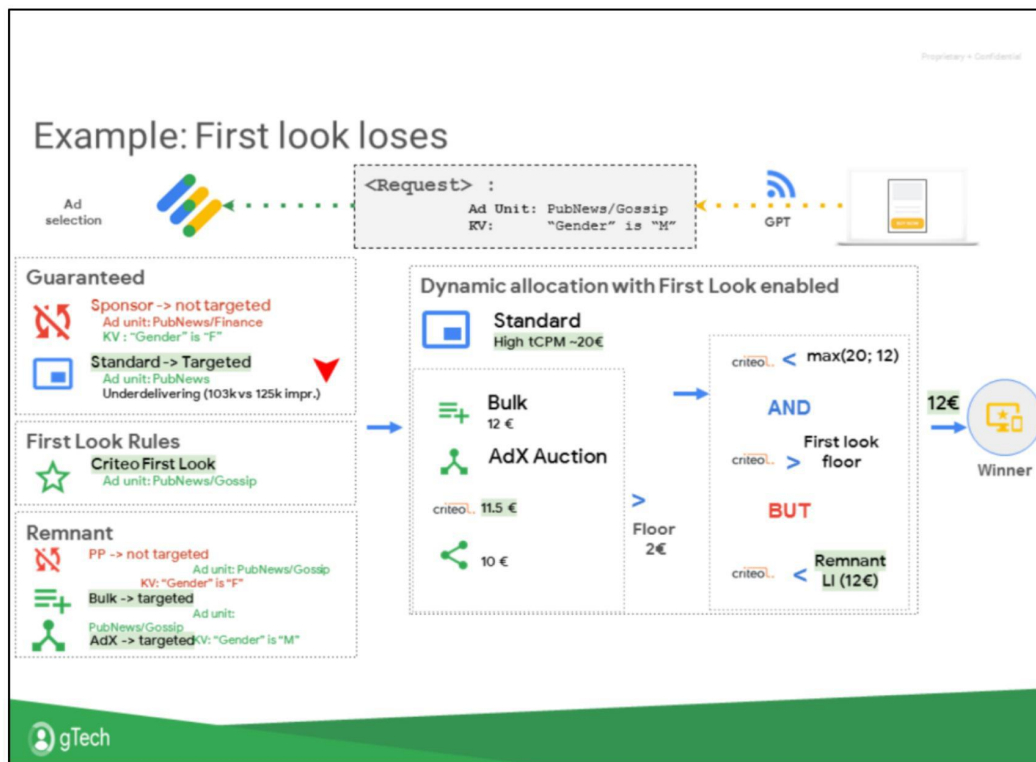 Proprietary + Confidential
Example: First look loses
Ad
selection
<Request> :
Ad Unit: PubNews/Gossip
KV: “Gender” is “M”
GPT
Guaranteed
Sponsor -> not targeted
Ad unit: PubNews/Finance
KV : “Gender” is “F”
Standard -> Targeted
Ad unit: PubNews
Underdelivering (103k vs 125k impr.)
First Look Rules
Criteo First Look
Ad unit: PubNews/Gossip
Remnant
PP -> not targeted
Ad unit: PubNews/Gossip
KV: “Gender” is “F”
Bulk -> targeted
Ad unit:
PubNews/Gossip
AdX -> targeted KV: “Gender” is “M”
Dynamic allocation with First Look enabled
Standard
High tCPM ~20€
Bulk
12 €
AdX Auction
criteo 11.5 €
10 €
>
Floor
2€
criteo < max(20; 12)
AND
criteo > First look
floor
BUT
criteo < Remnant
LI (12€)
12€
Winner
gTech